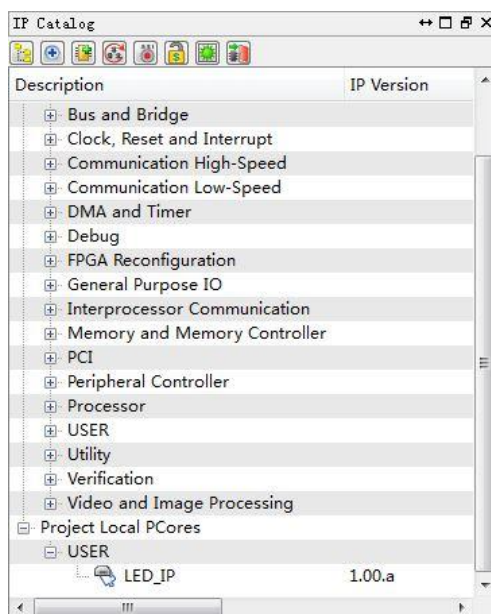 IP Catalog
Description IP Version
Bus and Bridge
Clock, Reset and Interrupt
Communication High-Speed
Communication Low-Speed
DMA and Timer
Debug
FPGA Reconfiguration
General Purpose IO
Interprocessor Communication
Memory and Memory Controller
PCI
Peripheral Controller
Processor
USER
Utility
Verification
Video and Image Processing
Project Local PCores
USER
LED_IP 1.00.a